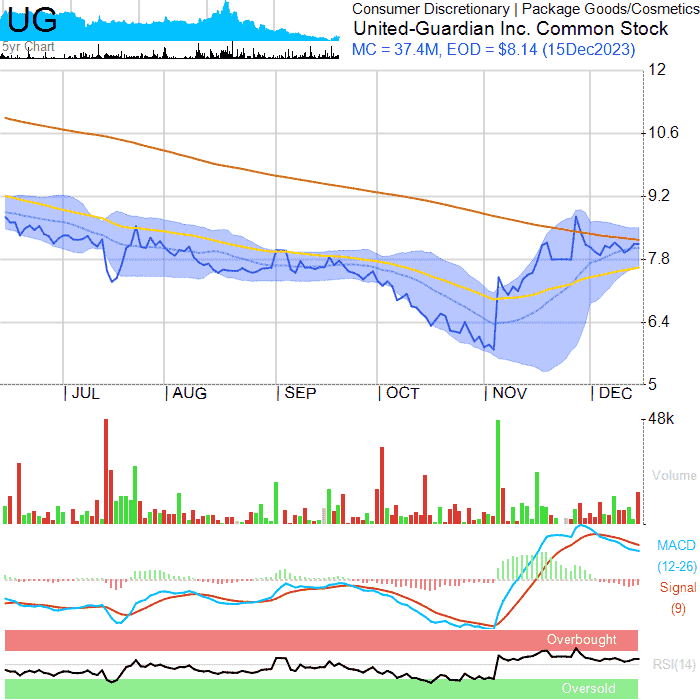 UG
5yr Chart
Consumer Discretionary | Package Goods/Cosmetics
United-Guardian Inc. Common Stock
MC = 37.4M, EOD = $8.14 (15Dec2023)
12
10.6
9.2
7.8
6.4
5
| JUL | AUG | SEP | OCT | NOV | DEC
48k
Volume
MACD
(12-26)
Signal
(9)
Overbought
RSI(14)
Oversold